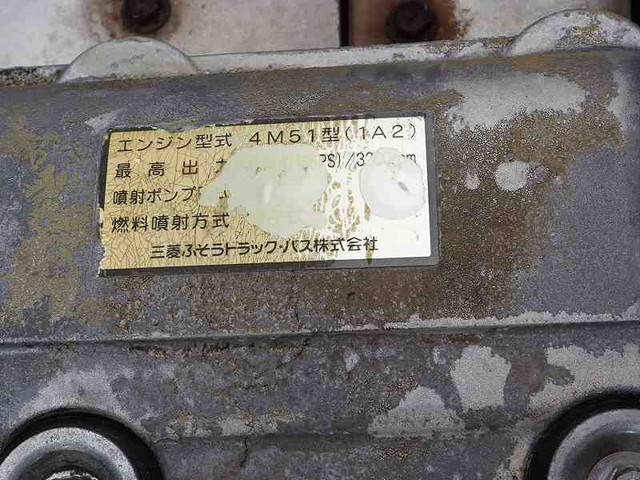 エンジン型式 4M51型(1A2)
最高出 PS)/32 pm
噴射ポンプ
燃料噴射方式
三菱ふそうトラック・バス株式会社